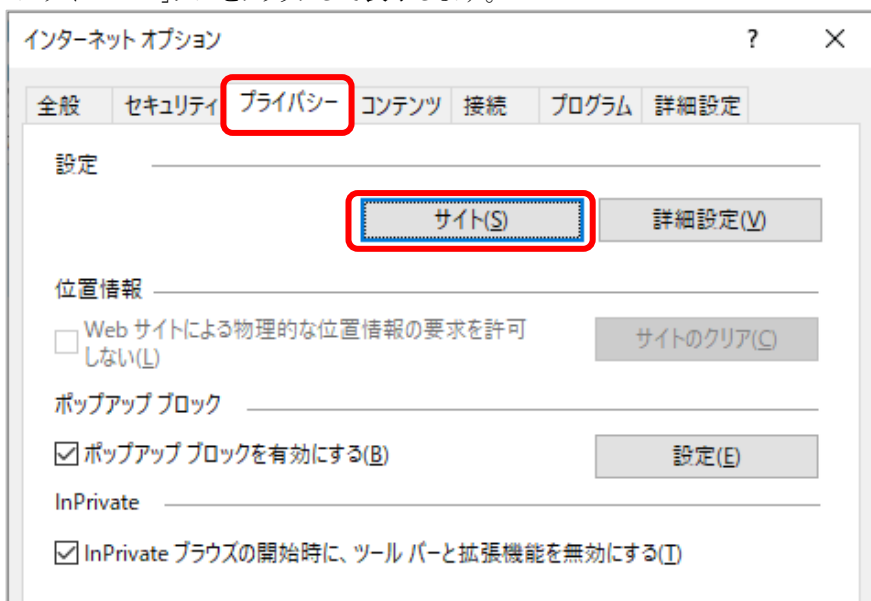 インターネット オプション ? ×
全般 セキュリティ プライバシー コンテンツ 接続 プログラム 詳細設定
設定
サイト(S) 詳細設定(V)
位置情報
Web サイトによる物理的な位置情報の要求を許可
しない(L)
サイトのクリア(C)
ポップアップ ブロック
ポップアップ ブロックを有効にする(B) 設定(E)
InPrivate
InPrivate ブラウズの開始時に、ツール バーと拡張機能を無効にする(T)